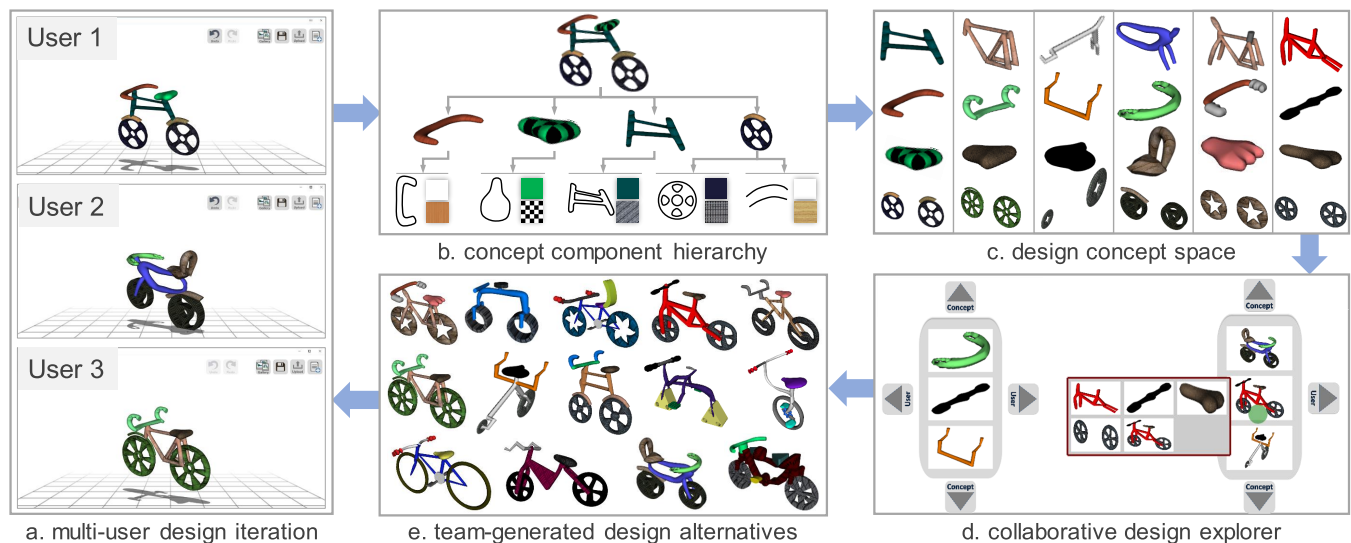 User 1
User 2
User 3
a. multi-user design iteration
b. concept component hierarchy
c. design concept space
Concept
User
User
Concept
Concept
User
Concept
d. collaborative design explorer
e. team-generated design alternatives